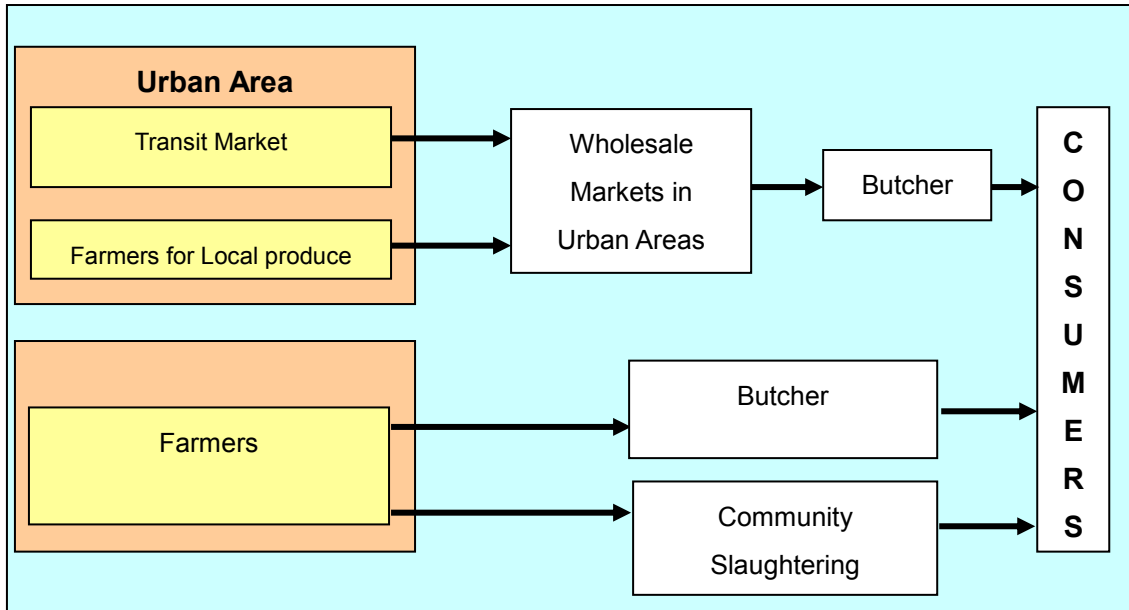 Urban Area
Transit Market
Farmers for Local produce
Wholesale
Markets in
Urban Areas
Butcher
Farmers
Butcher
Community
Slaughtering
C
O
N
S
U
M
E
R
S